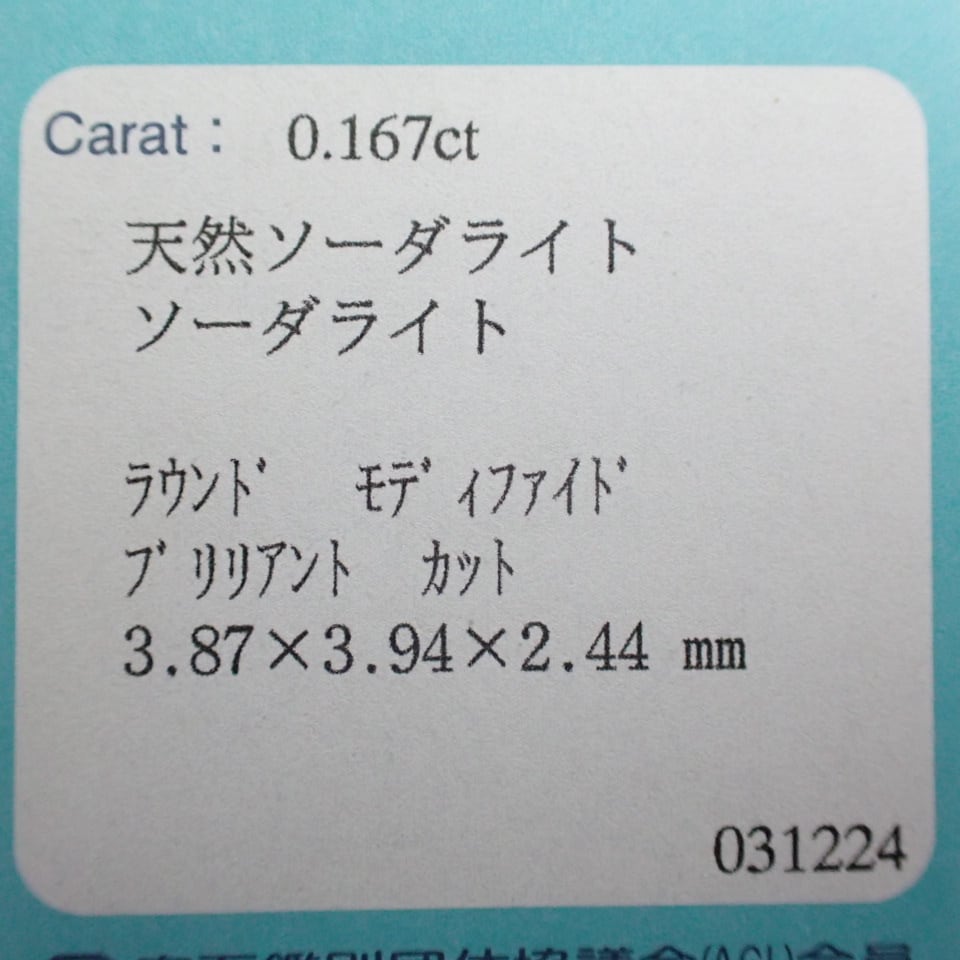 Carat： 0.167ct
天然ソーダライト
ソーダライト
ﾗｳﾝﾄﾞ ﾓﾃﾞｨﾌｧｲﾄﾞ
ﾌﾞﾘﾘｱﾝﾄ ｶｯﾄ
3.87×3.94×2.44 mm
031224